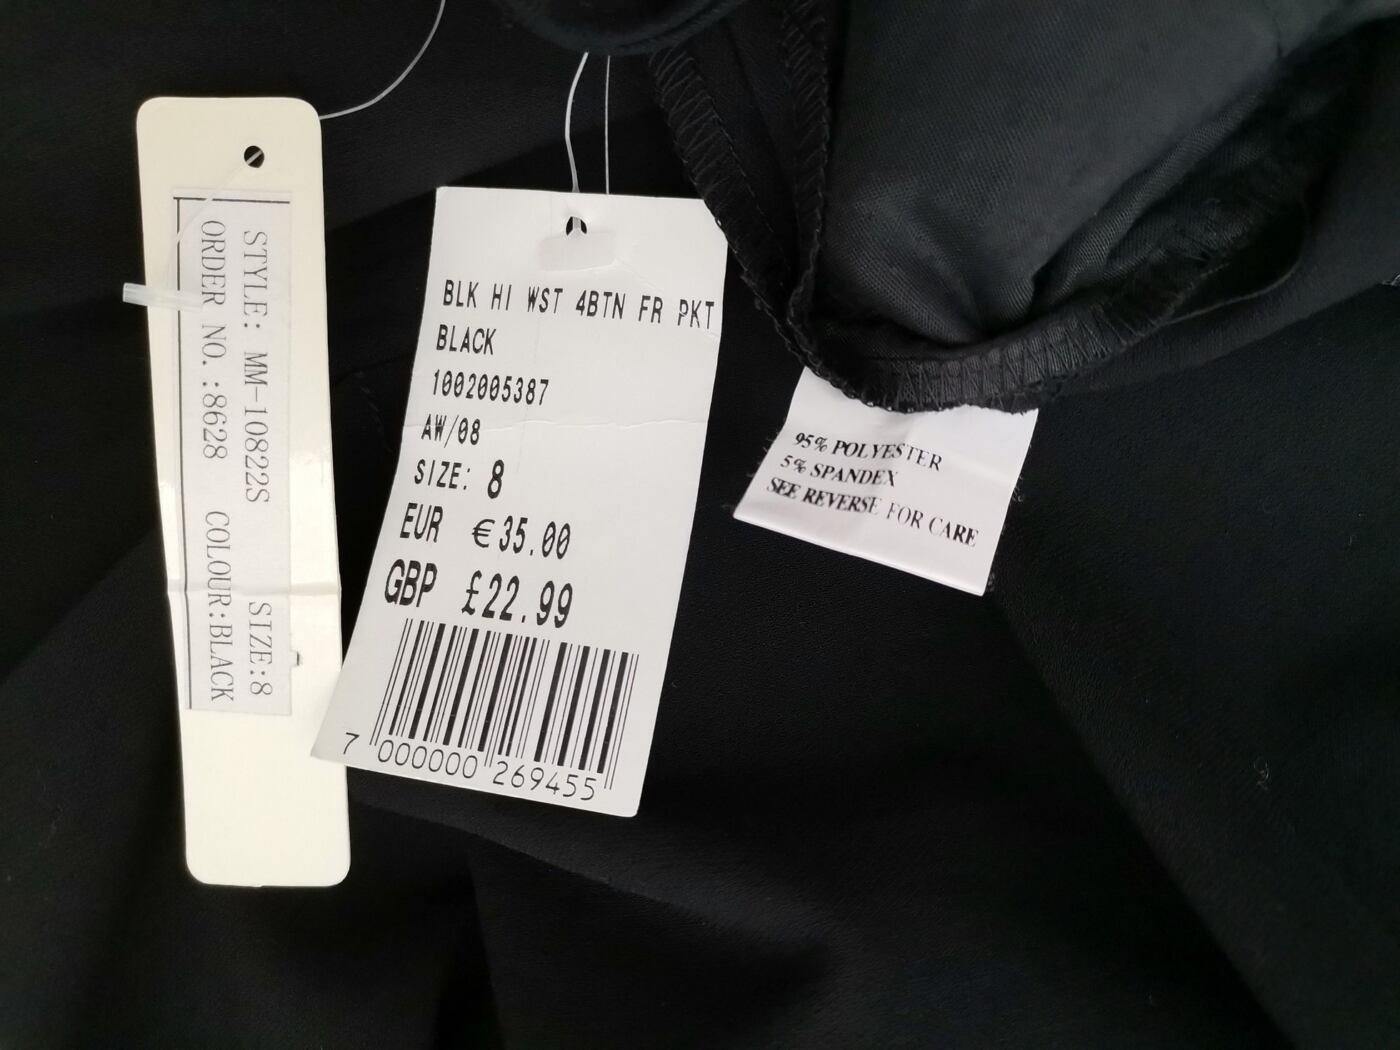 STYLE: MM-10822S SIZE:8
ORDER NO. :8628 COLOUR:BLACK
BLK HI WST 4BTN FR PKT
BLACK
1002005387
AW/08
SIZE: 8
EUR €35.00
GBP £22.99
7 000000 269455
95% POLYESTER
5% SPANDEX
SEE REVERSE FOR CARE